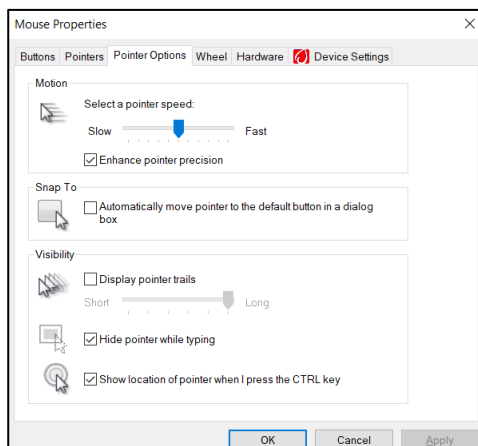 Mouse Properties
Buttons Pointers Pointer Options Wheel Hardware Device Settings
Motion
Select a pointer speed:
Slow Fast
Enhance pointer precision
Snap To
Automatically move pointer to the default button in a dialog
box
Visibility
Display pointer trails
Short Long
Hide pointer while typing
Show location of pointer when I press the CTRL key
OK Cancel Apply